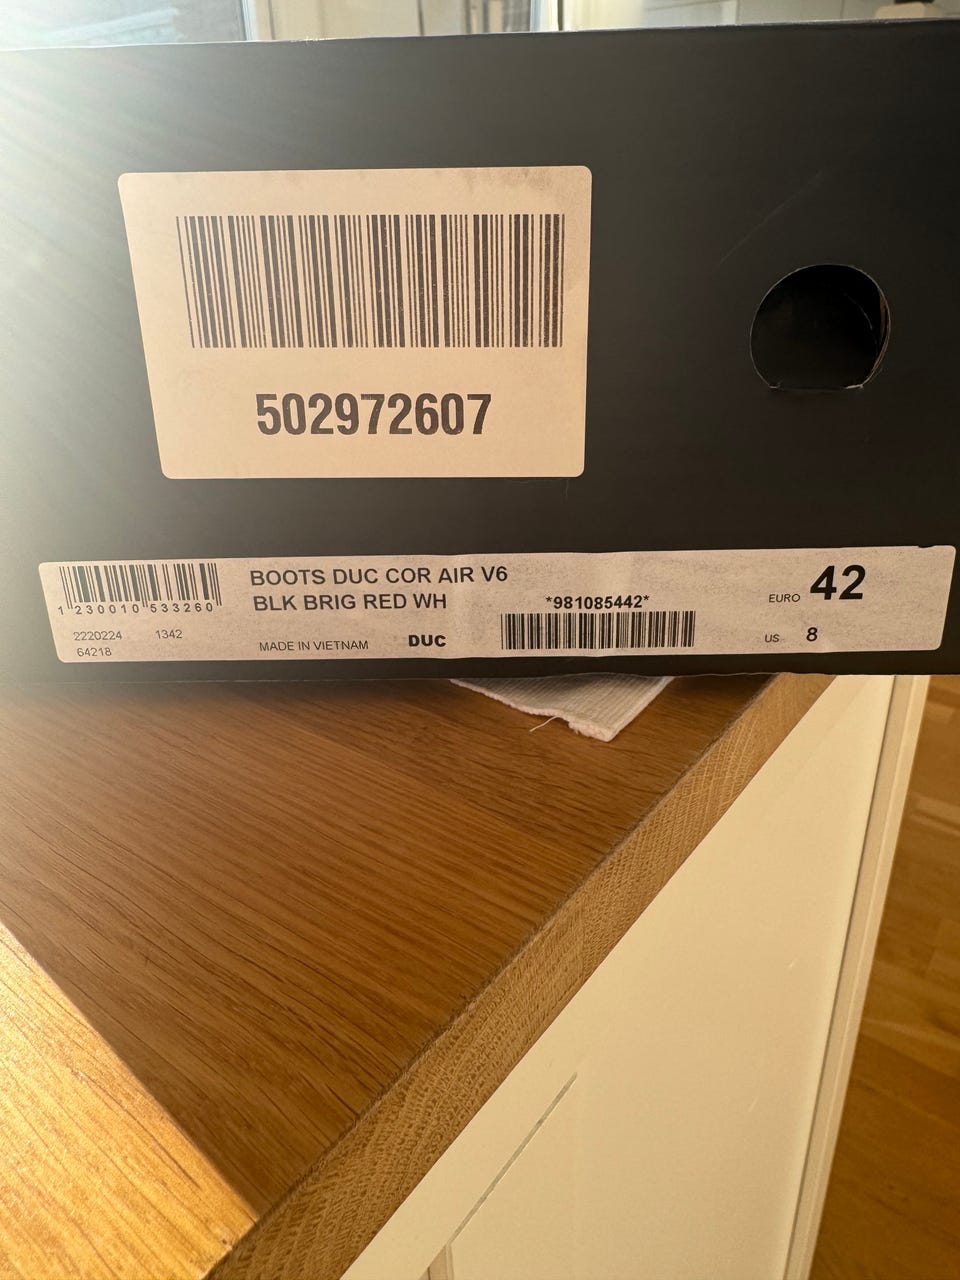 502972607
BOOTS DUC COR AIR V6
BLK BRIG RED WH
1 230010 533260
2220224 1342
64218
MADE IN VIETNAM DUC
*981085442*
EURO 42
US 8